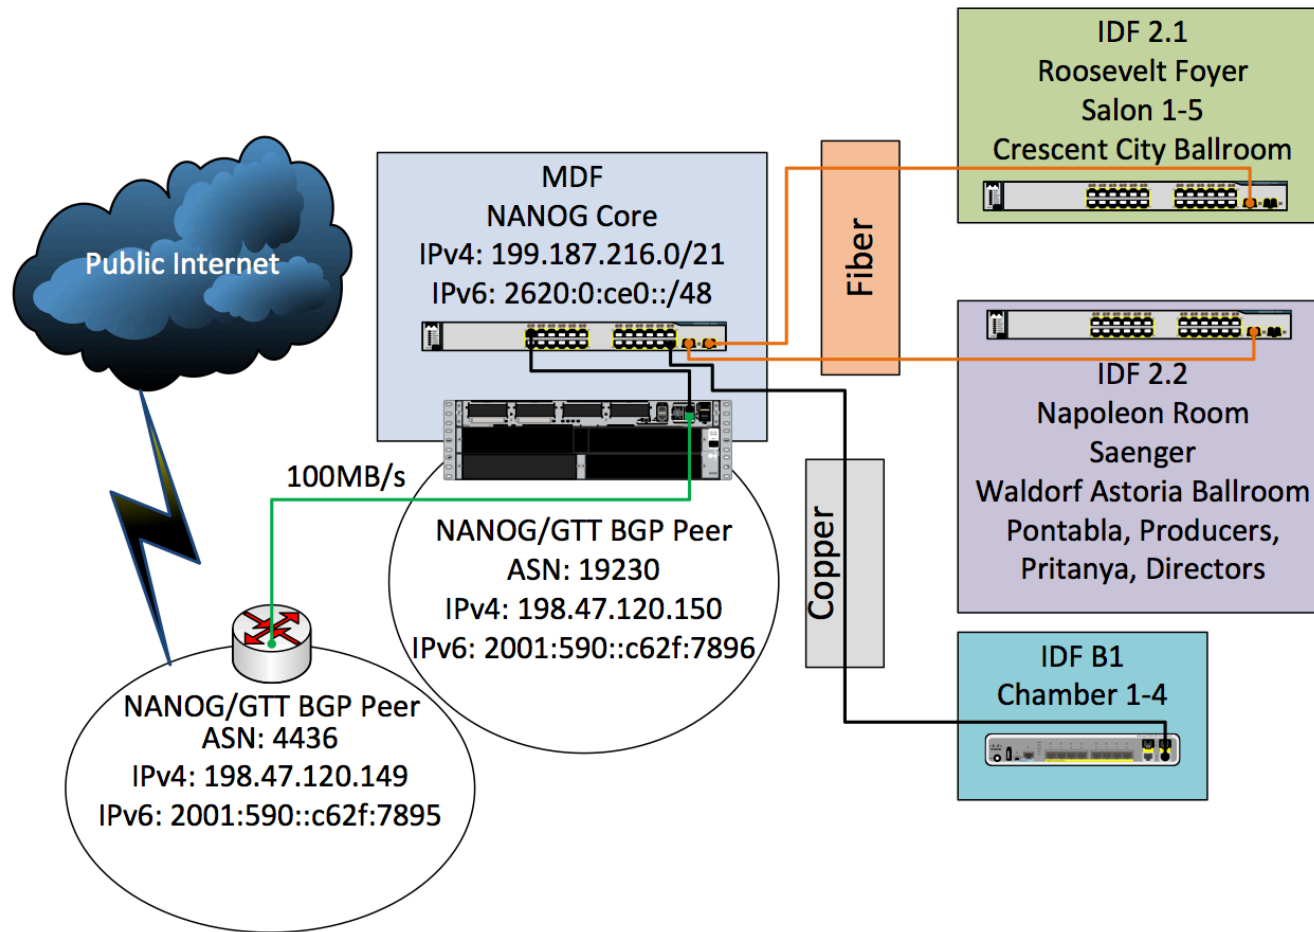 Public Internet
100MB/s
MDF
NANOG Core
IPv4: 199.187.216.0/21
IPv6: 2620:0:ce0::/48
NANOG/GTT BGP Peer
ASN: 19230
IPv4: 198.47.120.150
IPv6: 2001:590::c62f:7896
NANOG/GTT BGP Peer
ASN: 4436
IPv4: 198.47.120.149
IPv6: 2001:590::c62f:7895
Fiber
Copper
IDF 2.1
Roosevelt Foyer
Salon 1-5
Crescent City Ballroom
IDF 2.2
Napoleon Room
Saenger
Waldorf Astoria Ballroom
Pontabla, Producers,
Pritanya, Directors
IDF B1
Chamber 1-4